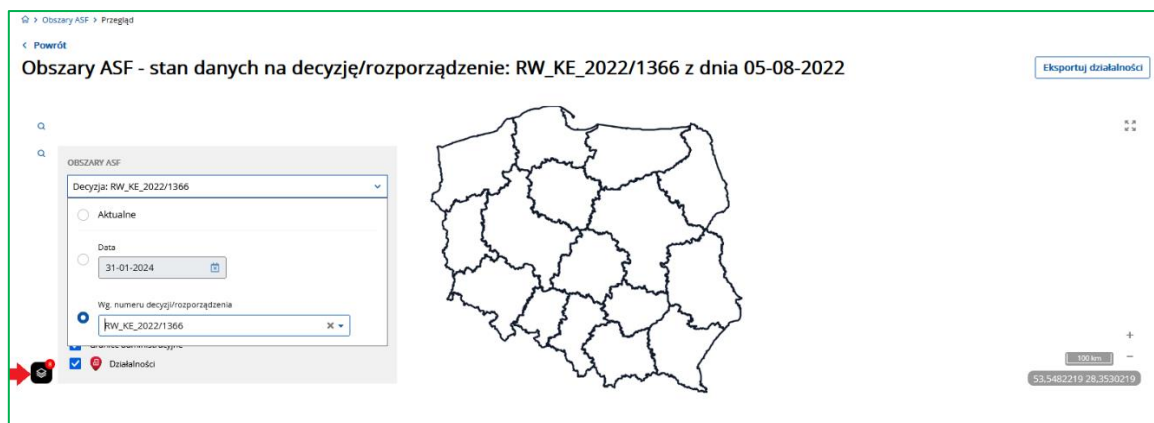 Obszary ASF > Przegląd
Powrót
Obszary ASF - stan danych na decyzję/rozporządzenie: RW_KE_2022/1366 z dnia 05-08-2022
Eksportuj działalności
OBSZARY ASF
Decyzja: RW_KE_2022/1366
Aktualne
Data
31-01-2024
Wg. numeru decyzji/rozporządzenia
RW_KE_2022/1366
administracyjne
Działalności
100 km
53,5482219 28,3530219